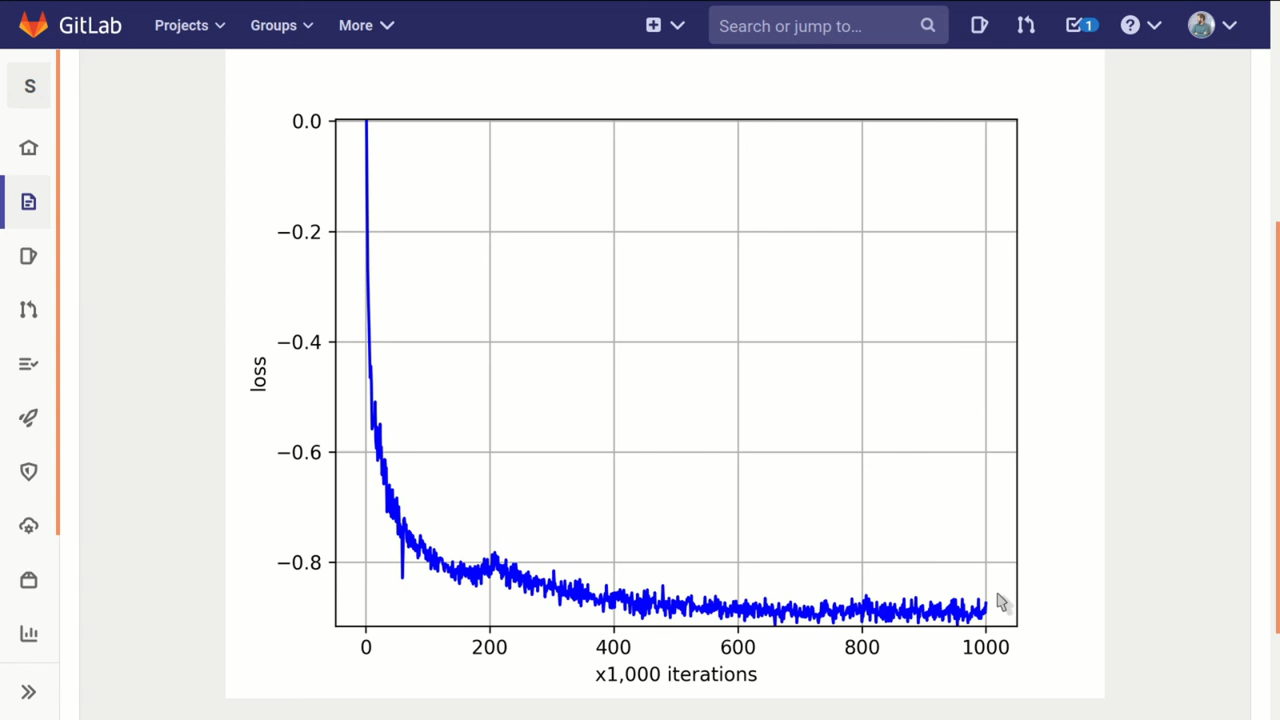 GitLab Projects Groups More Search or jump to... 1
S
0.0
−0.2
−0.4
−0.6
−0.8
loss
0 200 400 600 800 1000
x1,000 iterations